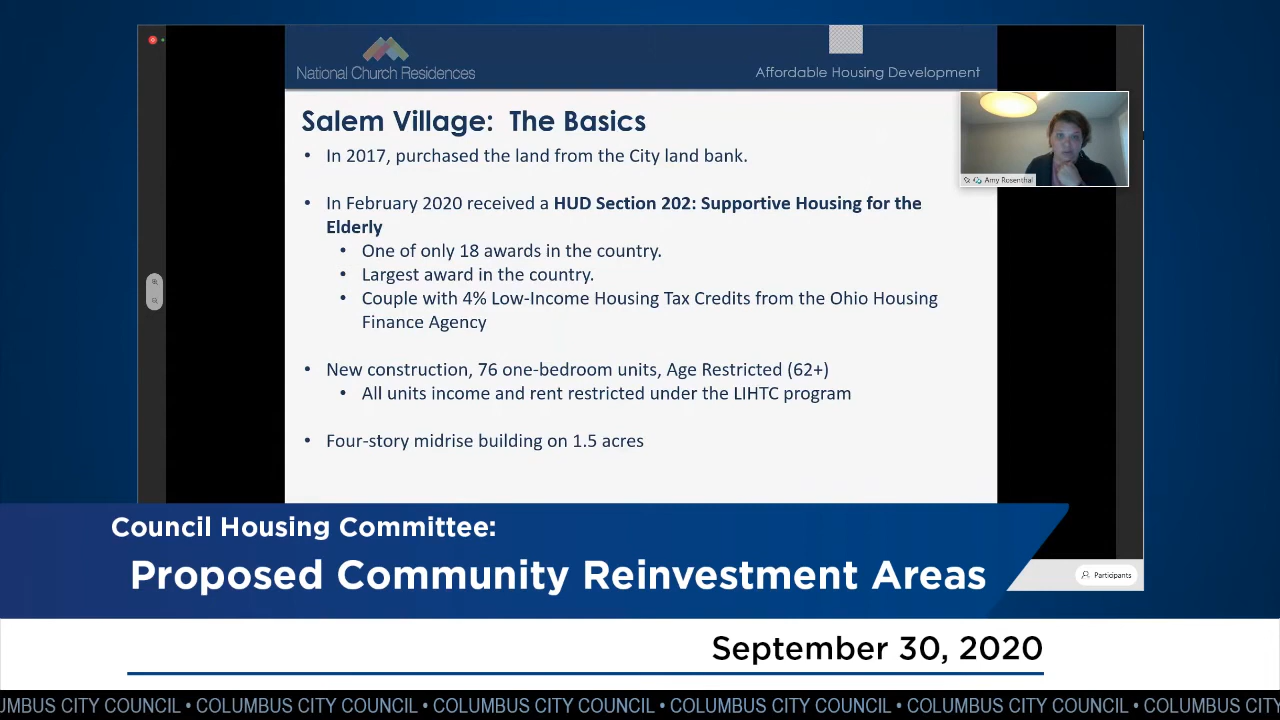 National Church Residences
Affordable Housing Development
Salem Village: The Basics
• In 2017, purchased the land from the City land bank.
• In February 2020 received a HUD Section 202: Supportive Housing for the
Elderly
• One of only 18 awards in the country.
• Largest award in the country.
• Couple with 4% Low-Income Housing Tax Credits from the Ohio Housing
Finance Agency
• New construction, 76 one-bedroom units, Age Restricted (62+)
• All units income and rent restricted under the LIHTC program
• Four-story midrise building on 1.5 acres
Amy Rosenthal
Council Housing Committee:
Proposed Community Reinvestment Areas
Participants
September 30, 2020
UMBUS CITY COUNCIL • COLUMBUS CITY COUNCIL • COLUMBUS CITY COUNCIL • COLUMBUS CITY COUNCIL • COLUMBUS CITY COUNCIL • COLUMBUS CITY